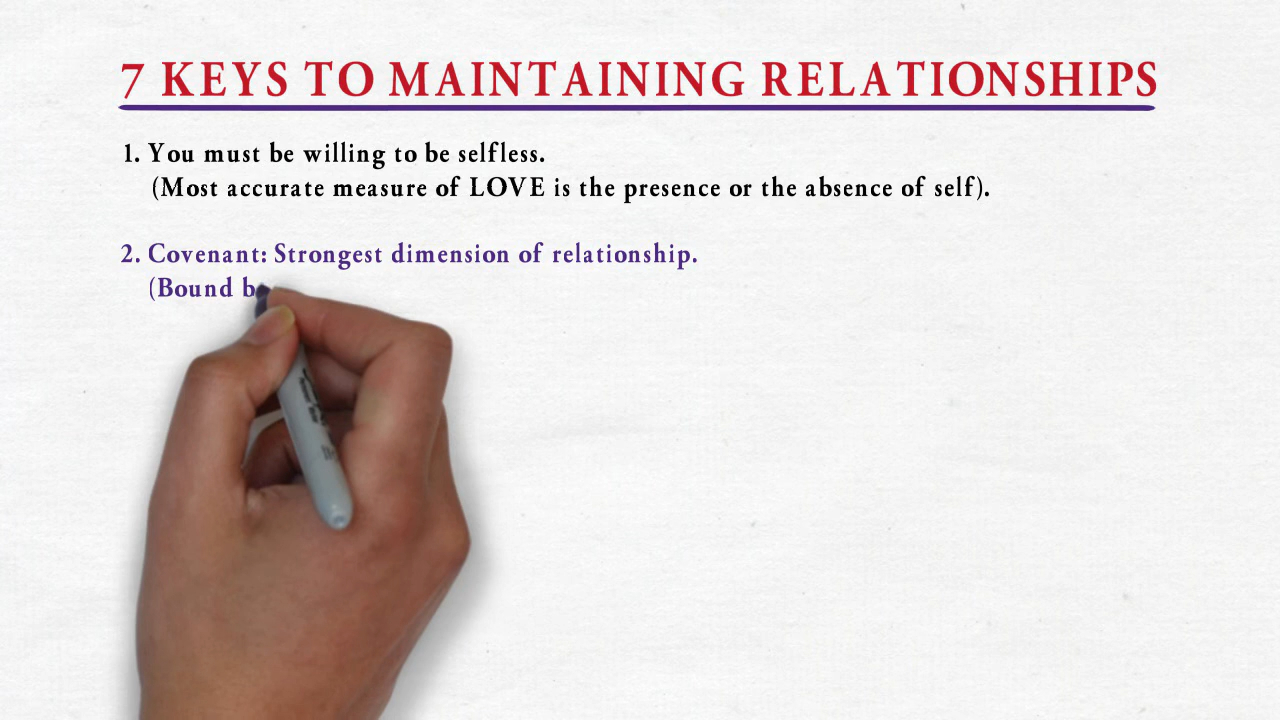 7 KEYS TO MAINTAINING RELATIONSHIPS
1. You must be willing to be selfless.
(Most accurate measure of LOVE is the presence or the absence of self).
2. Covenant: Strongest dimension of relationship.
(Bound